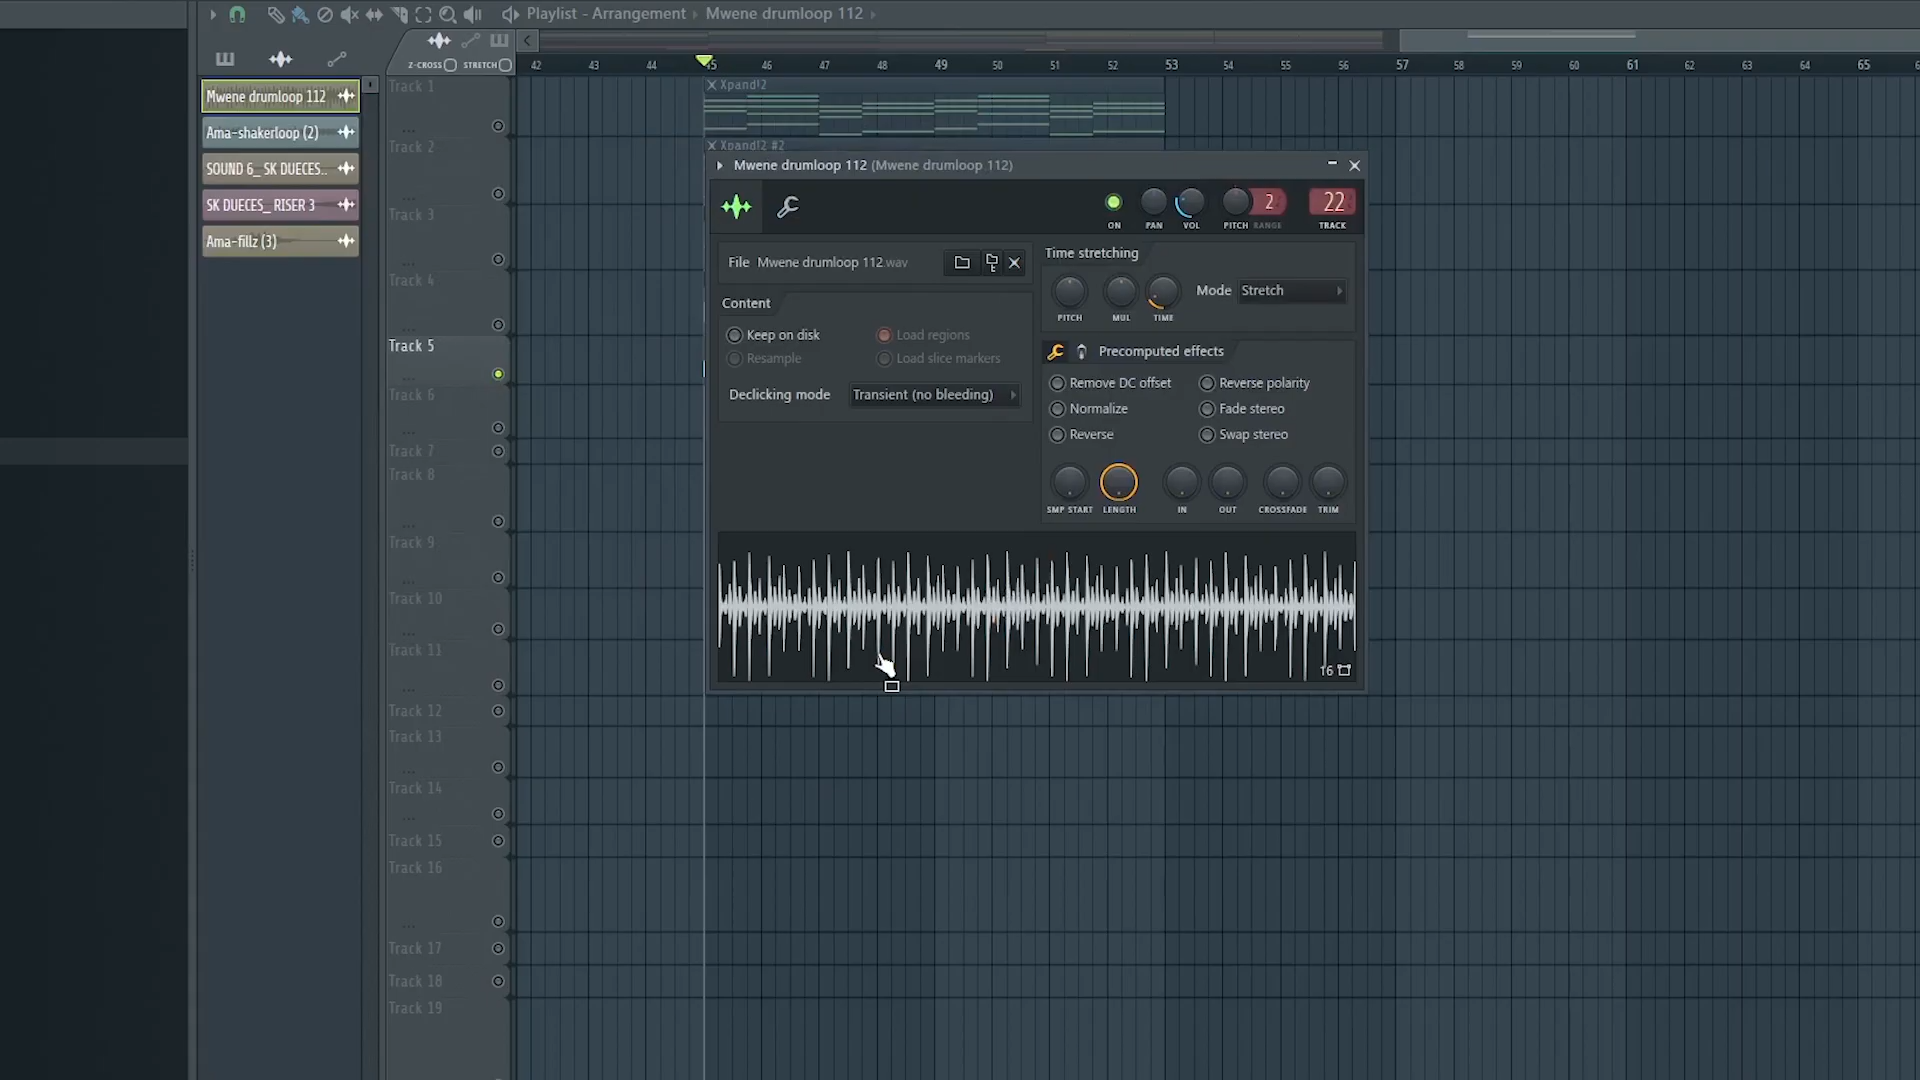 Playlist - Arrangement › Mwene drumloop 112 ›
Z-CROSS STRETCH
42 43 44 45 46 47 48 49 50 51 52 53 54 55 56 57 58 59 60 61 62 63 64 65
Mwene drumloop 112
Ama-shakerloop (2)
SOUND 6_ SK DUECES..
SK DUECES_ RISER 3
Ama-fillz (3)
Track 1
...
Track 2
...
Track 3
...
Track 4
...
Track 5
...
Track 6
...
Track 7
Track 8
...
Track 9
...
Track 10
...
Track 11
...
Track 12
Track 13
...
Track 14
...
Track 15
Track 16
...
Track 17
Track 18
Track 19
Xpand!2
Xpand!2 #2
Mwene drumloop 112 (Mwene drumloop 112)
2 22
ON PAN VOL PITCH RANGE TRACK
File Mwene drumloop 112.wav
Content
Keep on disk Load regions
Resample Load slice markers
Declicking mode Transient (no bleeding)
Time stretching
Mode Stretch
PITCH MUL TIME
Precomputed effects
Remove DC offset Reverse polarity
Normalize Fade stereo
Reverse Swap stereo
SMP START LENGTH IN OUT CROSSFADE TRIM
16